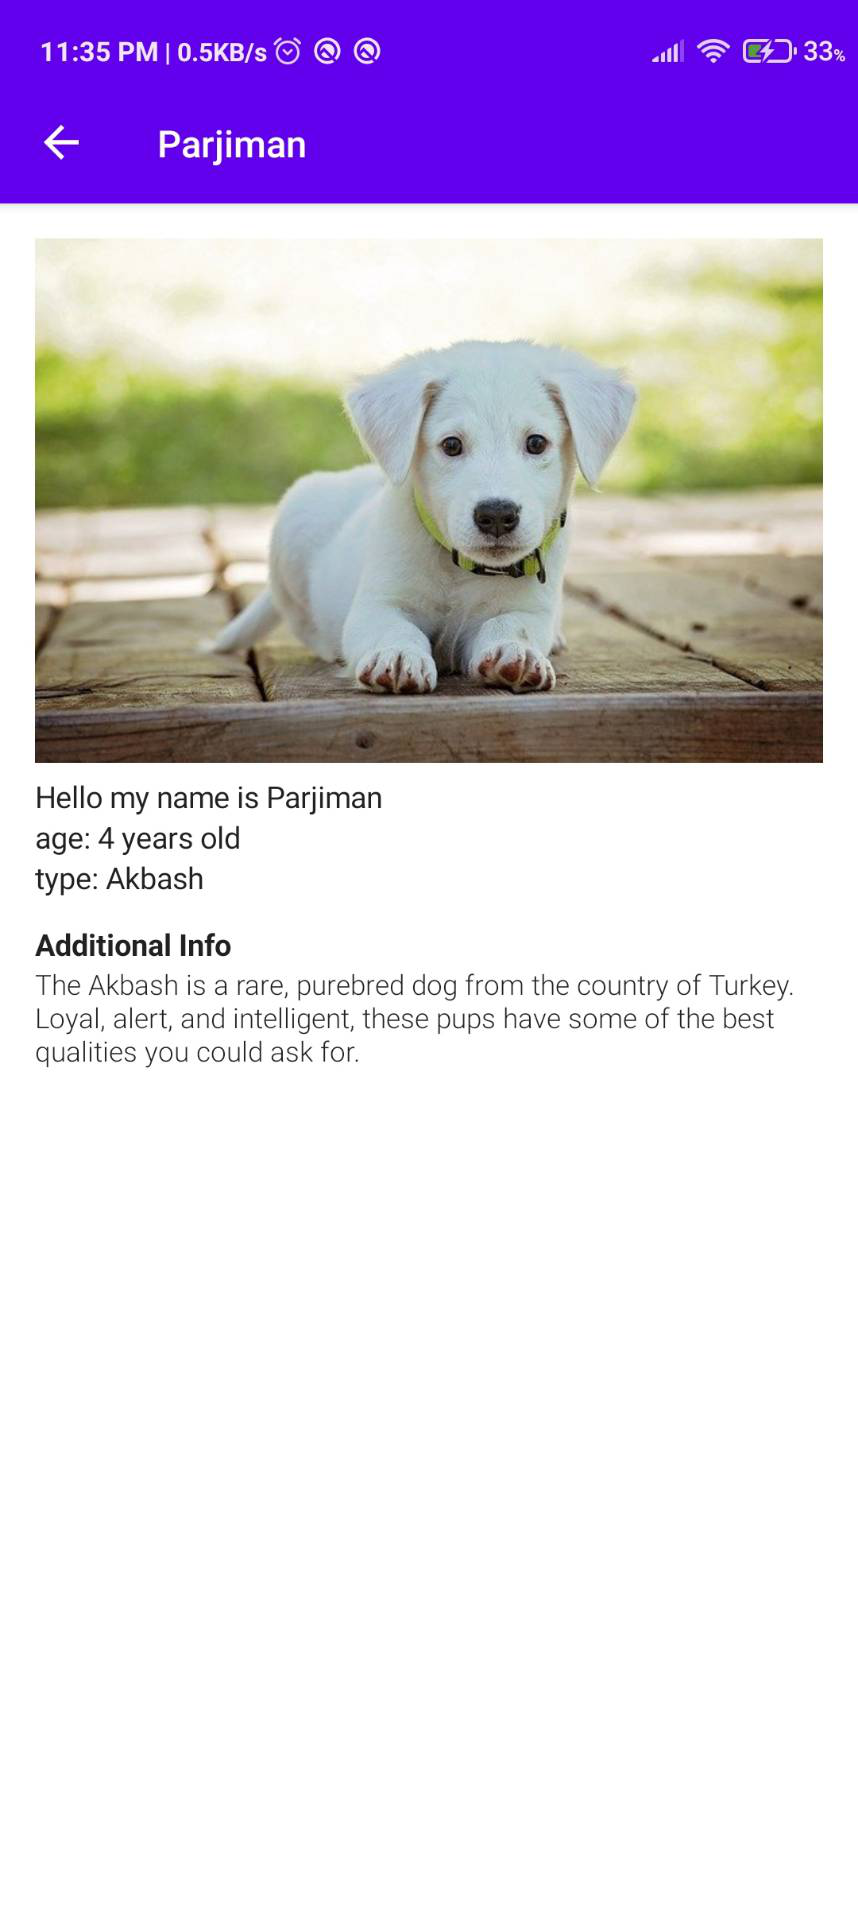 11:35 PM | 0.5KB/s 33%
Parjiman
Hello my name is Parjiman
age: 4 years old
type: Akbash
Additional Info
The Akbash is a rare, purebred dog from the country of Turkey.
Loyal, alert, and intelligent, these pups have some of the best
qualities you could ask for.